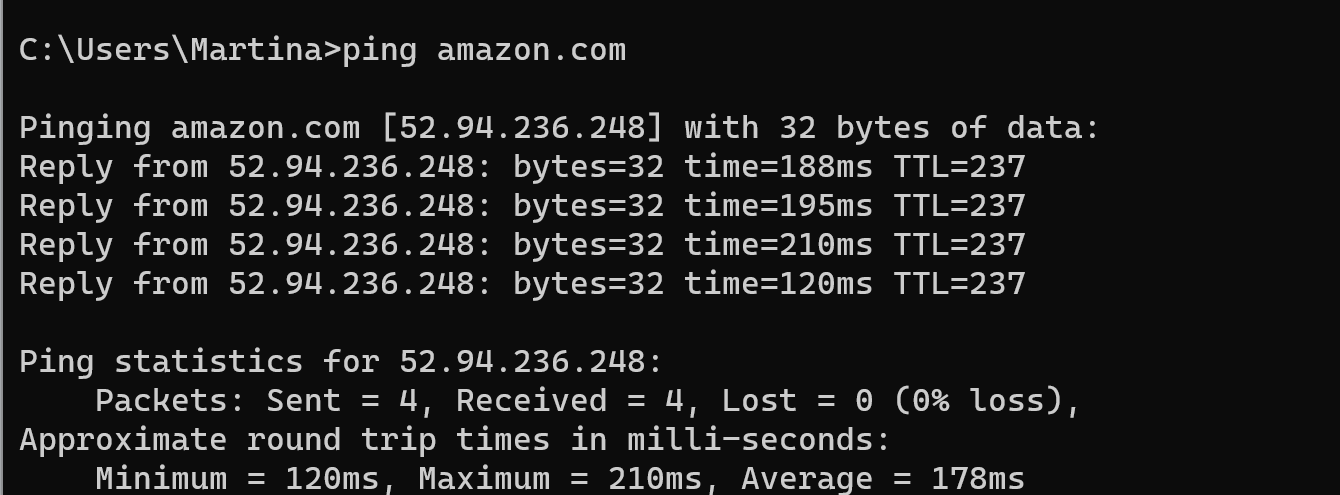 C:\Users\Martina>ping amazon.com
Pinging amazon.com [52.94.236.248] with 32 bytes of data:
Reply from 52.94.236.248: bytes=32 time=188ms TTL=237
Reply from 52.94.236.248: bytes=32 time=195ms TTL=237
Reply from 52.94.236.248: bytes=32 time=210ms TTL=237
Reply from 52.94.236.248: bytes=32 time=120ms TTL=237
Ping statistics for 52.94.236.248:
    Packets: Sent = 4, Received = 4, Lost = 0 (0% loss),
Approximate round trip times in milli-seconds:
    Minimum = 120ms, Maximum = 210ms, Average = 178ms